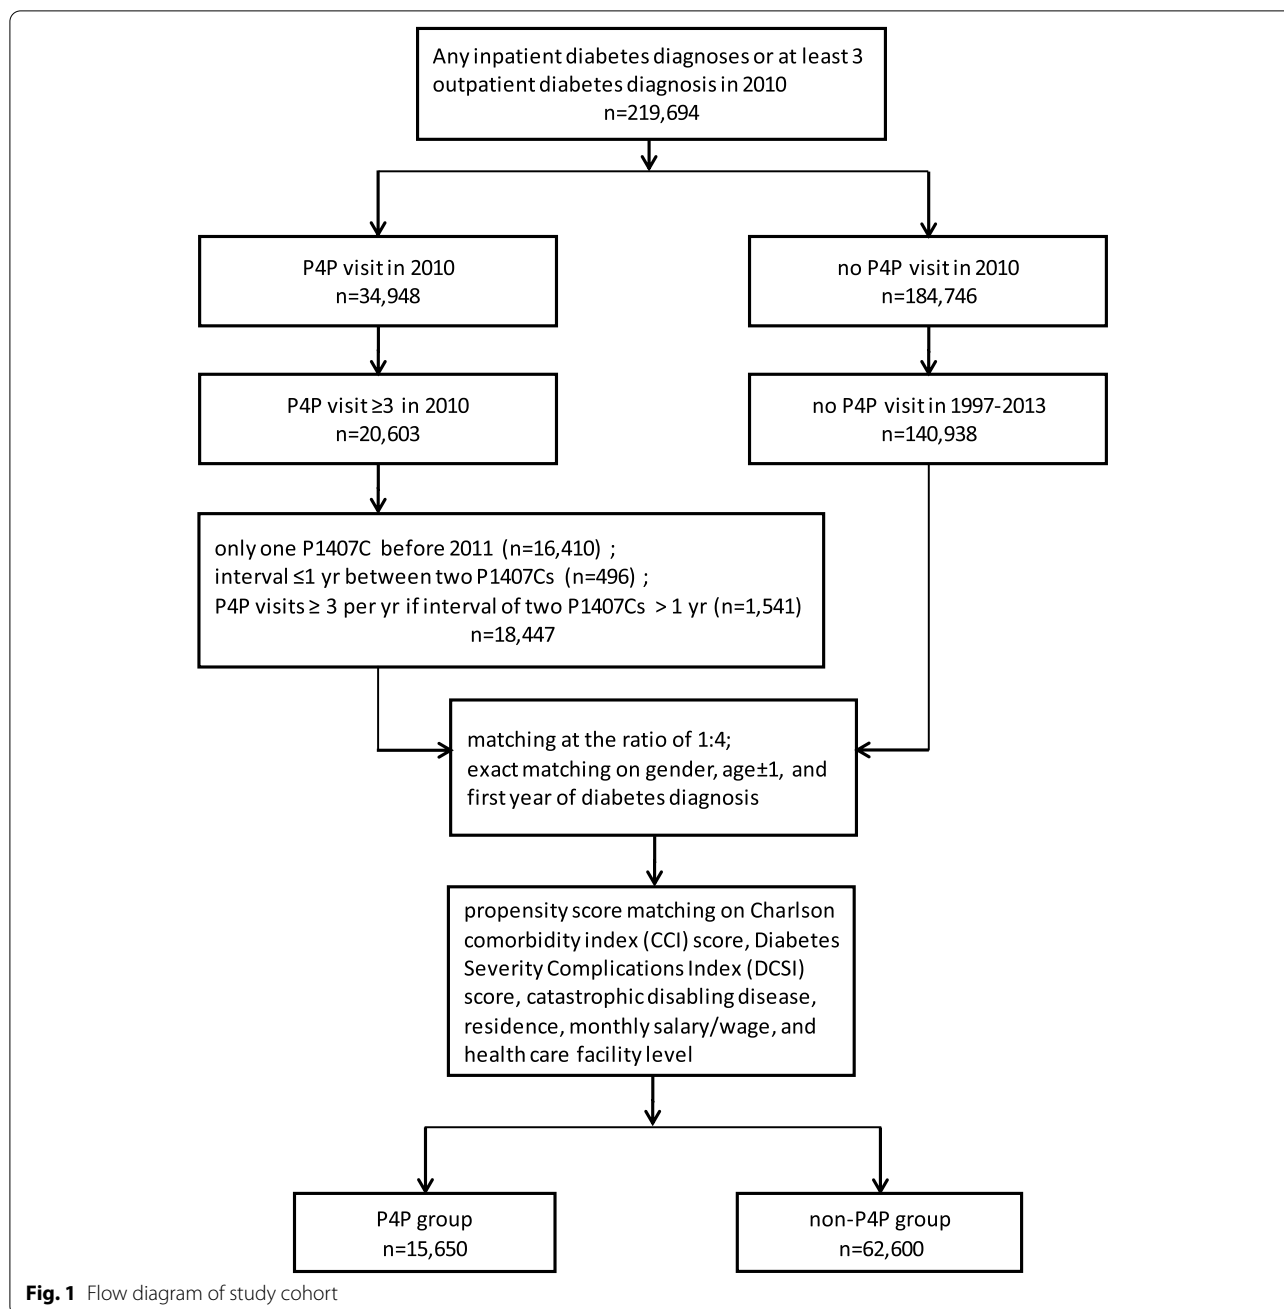 Any inpatient diabetes diagnoses or at least 3
outpatient diabetes diagnosis in 2010
n=219,694
P4P visit in 2010
n=34,948
no P4P visit in 2010
n=184,746
P4P visit ≥3 in 2010
n=20,603
no P4P visit in 1997-2013
n=140,938
only one P1407C before 2011 (n=16,410) ;
interval ≤1 yr between two P1407Cs (n=496) ;
P4P visits ≥ 3 per yr if interval of two P1407Cs > 1 yr (n=1,541)
n=18,447
matching at the ratio of 1:4;
exact matching on gender, age±1, and
first year of diabetes diagnosis
propensity score matching on Charlson
comorbidity index (CCI) score, Diabetes
Severity Complications Index (DCSI)
score, catastrophic disabling disease,
residence, monthly salary/wage, and
health care facility level
P4P group
n=15,650
non-P4P group
n=62,600
Fig. 1 Flow diagram of study cohort